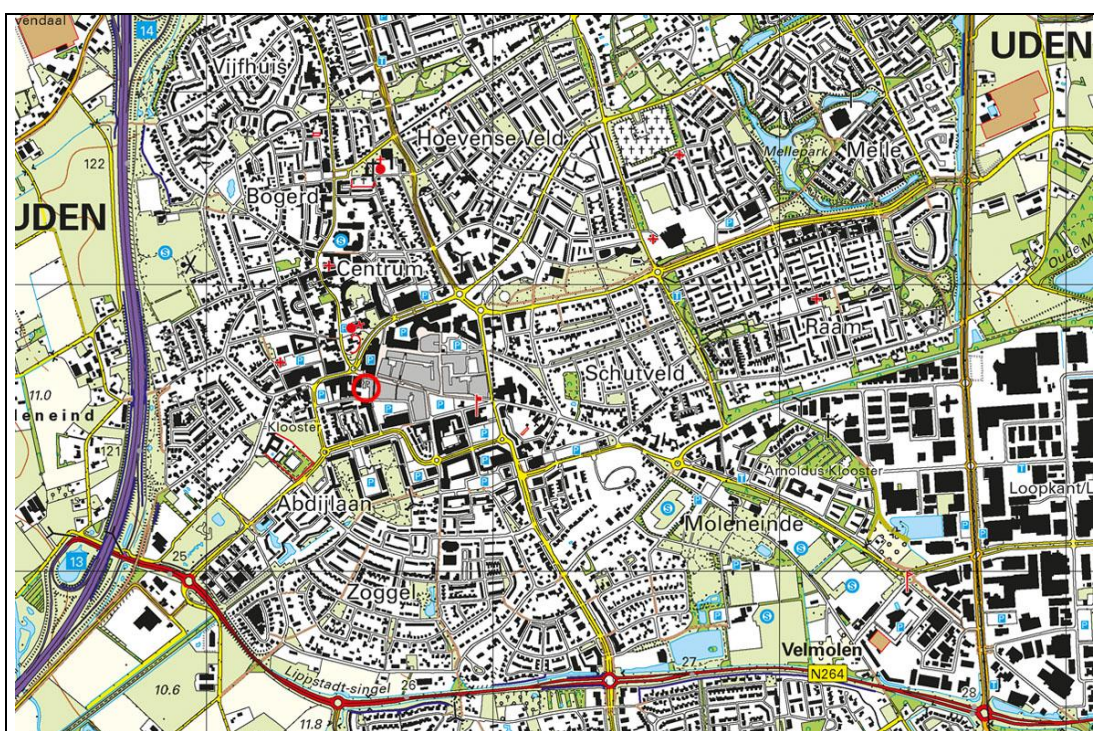 vendaal
14
UDEN
Vijfhuis
T
Hoevense Veld
Mellepark
Melle
122
Bogerd
UDEN
S
S
P
Centrum
P
T
Raam
P
P
Schutveld
11.0
leneind
121
Klooster
P
P
Arnoldus Klooster
T
Loopkant/L
Abdijlaan
S
Moleneinde
P
25
13
S
S
Zoggel
S
P
Velmolen
27
N264
Lippstadt-singel
26
10.6
28
T
11.8